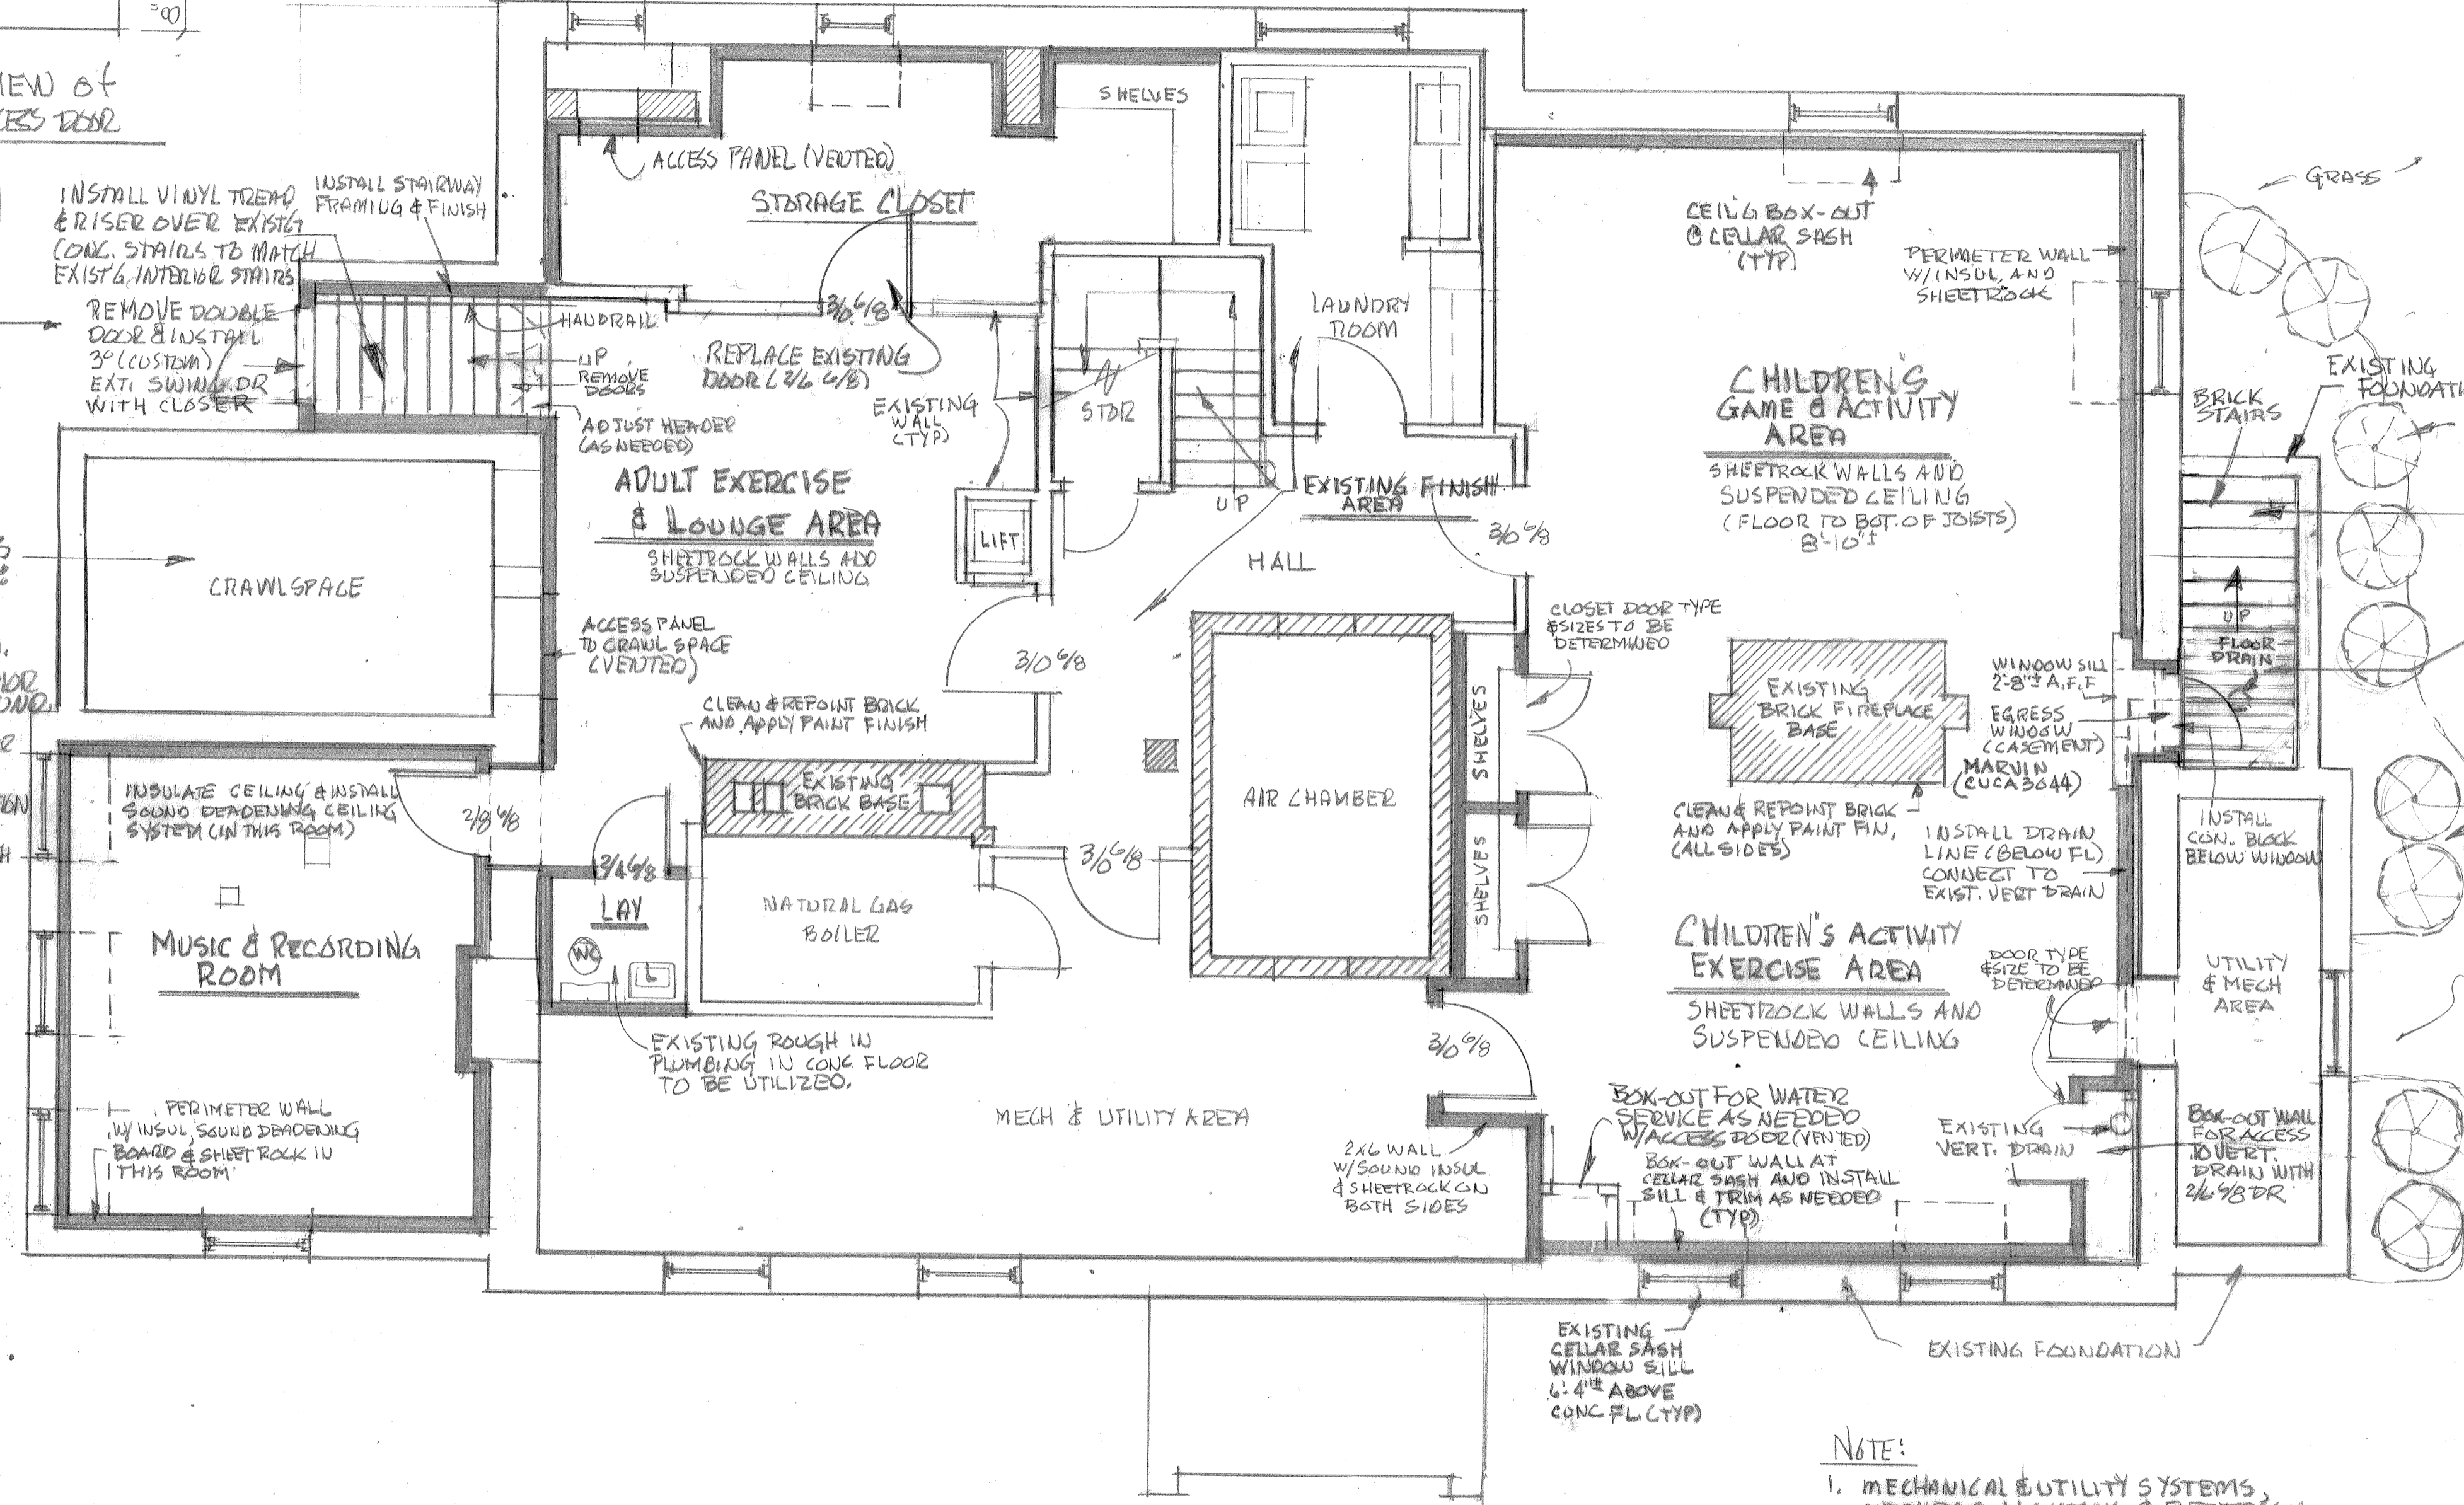 =00
IEW of
CESS DOOR
INSTALL VINYL TREAD
& RISER OVER EXIST'G
CONC. STAIRS TO MATCH
EXIST'G INTERIOR STAIRS
INSTALL STAIRWAY
FRAMING & FINISH
REMOVE DOUBLE
DOOR & INSTALL
3º (CUSTOM)
EXT. SWING DR
WITH CLOSER
HANDRAIL
UP
REMOVE
DOORS
ADJUST HEADER
(AS NEEDED)
ACCESS PANEL (VENTED)
STORAGE CLOSET
3/0 6/8
REPLACE EXISTING
DOOR (2/6 6/8)
EXISTING
WALL
(TYP)
SHELVES
STOR
UP
LAUNDRY
ROOM
EXISTING FINISH
AREA
HALL
3/0 6/8
LIFT
ADULT EXERCISE
& LOUNGE AREA
SHEETROCK WALLS AND
SUSPENDED CEILING
CRAWLSPACE
ACCESS PANEL
TO CRAWL SPACE
(VENTED)
3/0 6/8
CLEAN & REPOINT BRICK
AND APPLY PAINT FINISH
EXISTING
BRICK BASE
INSULATE CEILING & INSTALL
SOUND DEADENING CEILING
SYSTEM (IN THIS ROOM)
2/8 6/8
MUSIC & RECORDING
ROOM
PERIMETER WALL
W/ INSUL, SOUND DEADENING
BOARD & SHEETROCK IN
THIS ROOM
2/4 6/8
LAV
WC
L
NATURAL GAS
BOILER
3/0 6/8
EXISTING ROUGH IN
PLUMBING IN CONC. FLOOR
TO BE UTILIZED.
MECH & UTILITY AREA
AIR CHAMBER
SHELVES
SHELVES
CLOSET DOOR TYPE
& SIZES TO BE
DETERMINED
CEIL'G BOX-OUT
@ CELLAR SASH
(TYP)
PERIMETER WALL
W/ INSUL, AND
SHEETROCK
CHILDREN'S
GAME & ACTIVITY
AREA
SHEETROCK WALLS AND
SUSPENDED CEILING
(FLOOR TO BOT. OF JOISTS)
8'-10"±
EXISTING
BRICK FIREPLACE
BASE
CLEAN & REPOINT BRICK
AND APPLY PAINT FIN,
(ALL SIDES)
WINDOW SILL
2'-8"± A.F.F
EGRESS
WINDOW
(CASEMENT)
MARVIN
(CUCA3044)
INSTALL DRAIN
LINE (BELOW FL)
CONNECT TO
EXIST. VERT DRAIN
CHILDREN'S ACTIVITY
EXERCISE AREA
SHEETROCK WALLS AND
SUSPENDED CEILING
DOOR TYPE
& SIZE TO BE
DETERMINED
3/0 6/8
2X6 WALL
W/ SOUND INSUL.
& SHEETROCK ON
BOTH SIDES
BOX-OUT FOR WATER
SERVICE AS NEEDED
W/ACCESS DOOR (VENTED)
BOX-OUT WALL AT
CELLAR SASH AND INSTALL
SILL & TRIM AS NEEDED
(TYP)
EXISTING
VERT. DRAIN
GRASS
EXISTING
FOUNDATI
BRICK
STAIRS
UP
FLOOR
DRAIN
INSTALL
CON. BLOCK
BELOW WINDOW
UTILITY
& MECH
AREA
BOX-OUT WALL
FOR ACCESS
TO VERT.
DRAIN WITH
2/6 6/8 DR
EXISTING
CELLAR SASH
WINDOW SILL
6'-4"± ABOVE
CONC FL. (TYP)
EXISTING FOUNDATION
NOTE:
1. MECHANICAL & UTILITY SYSTEMS,